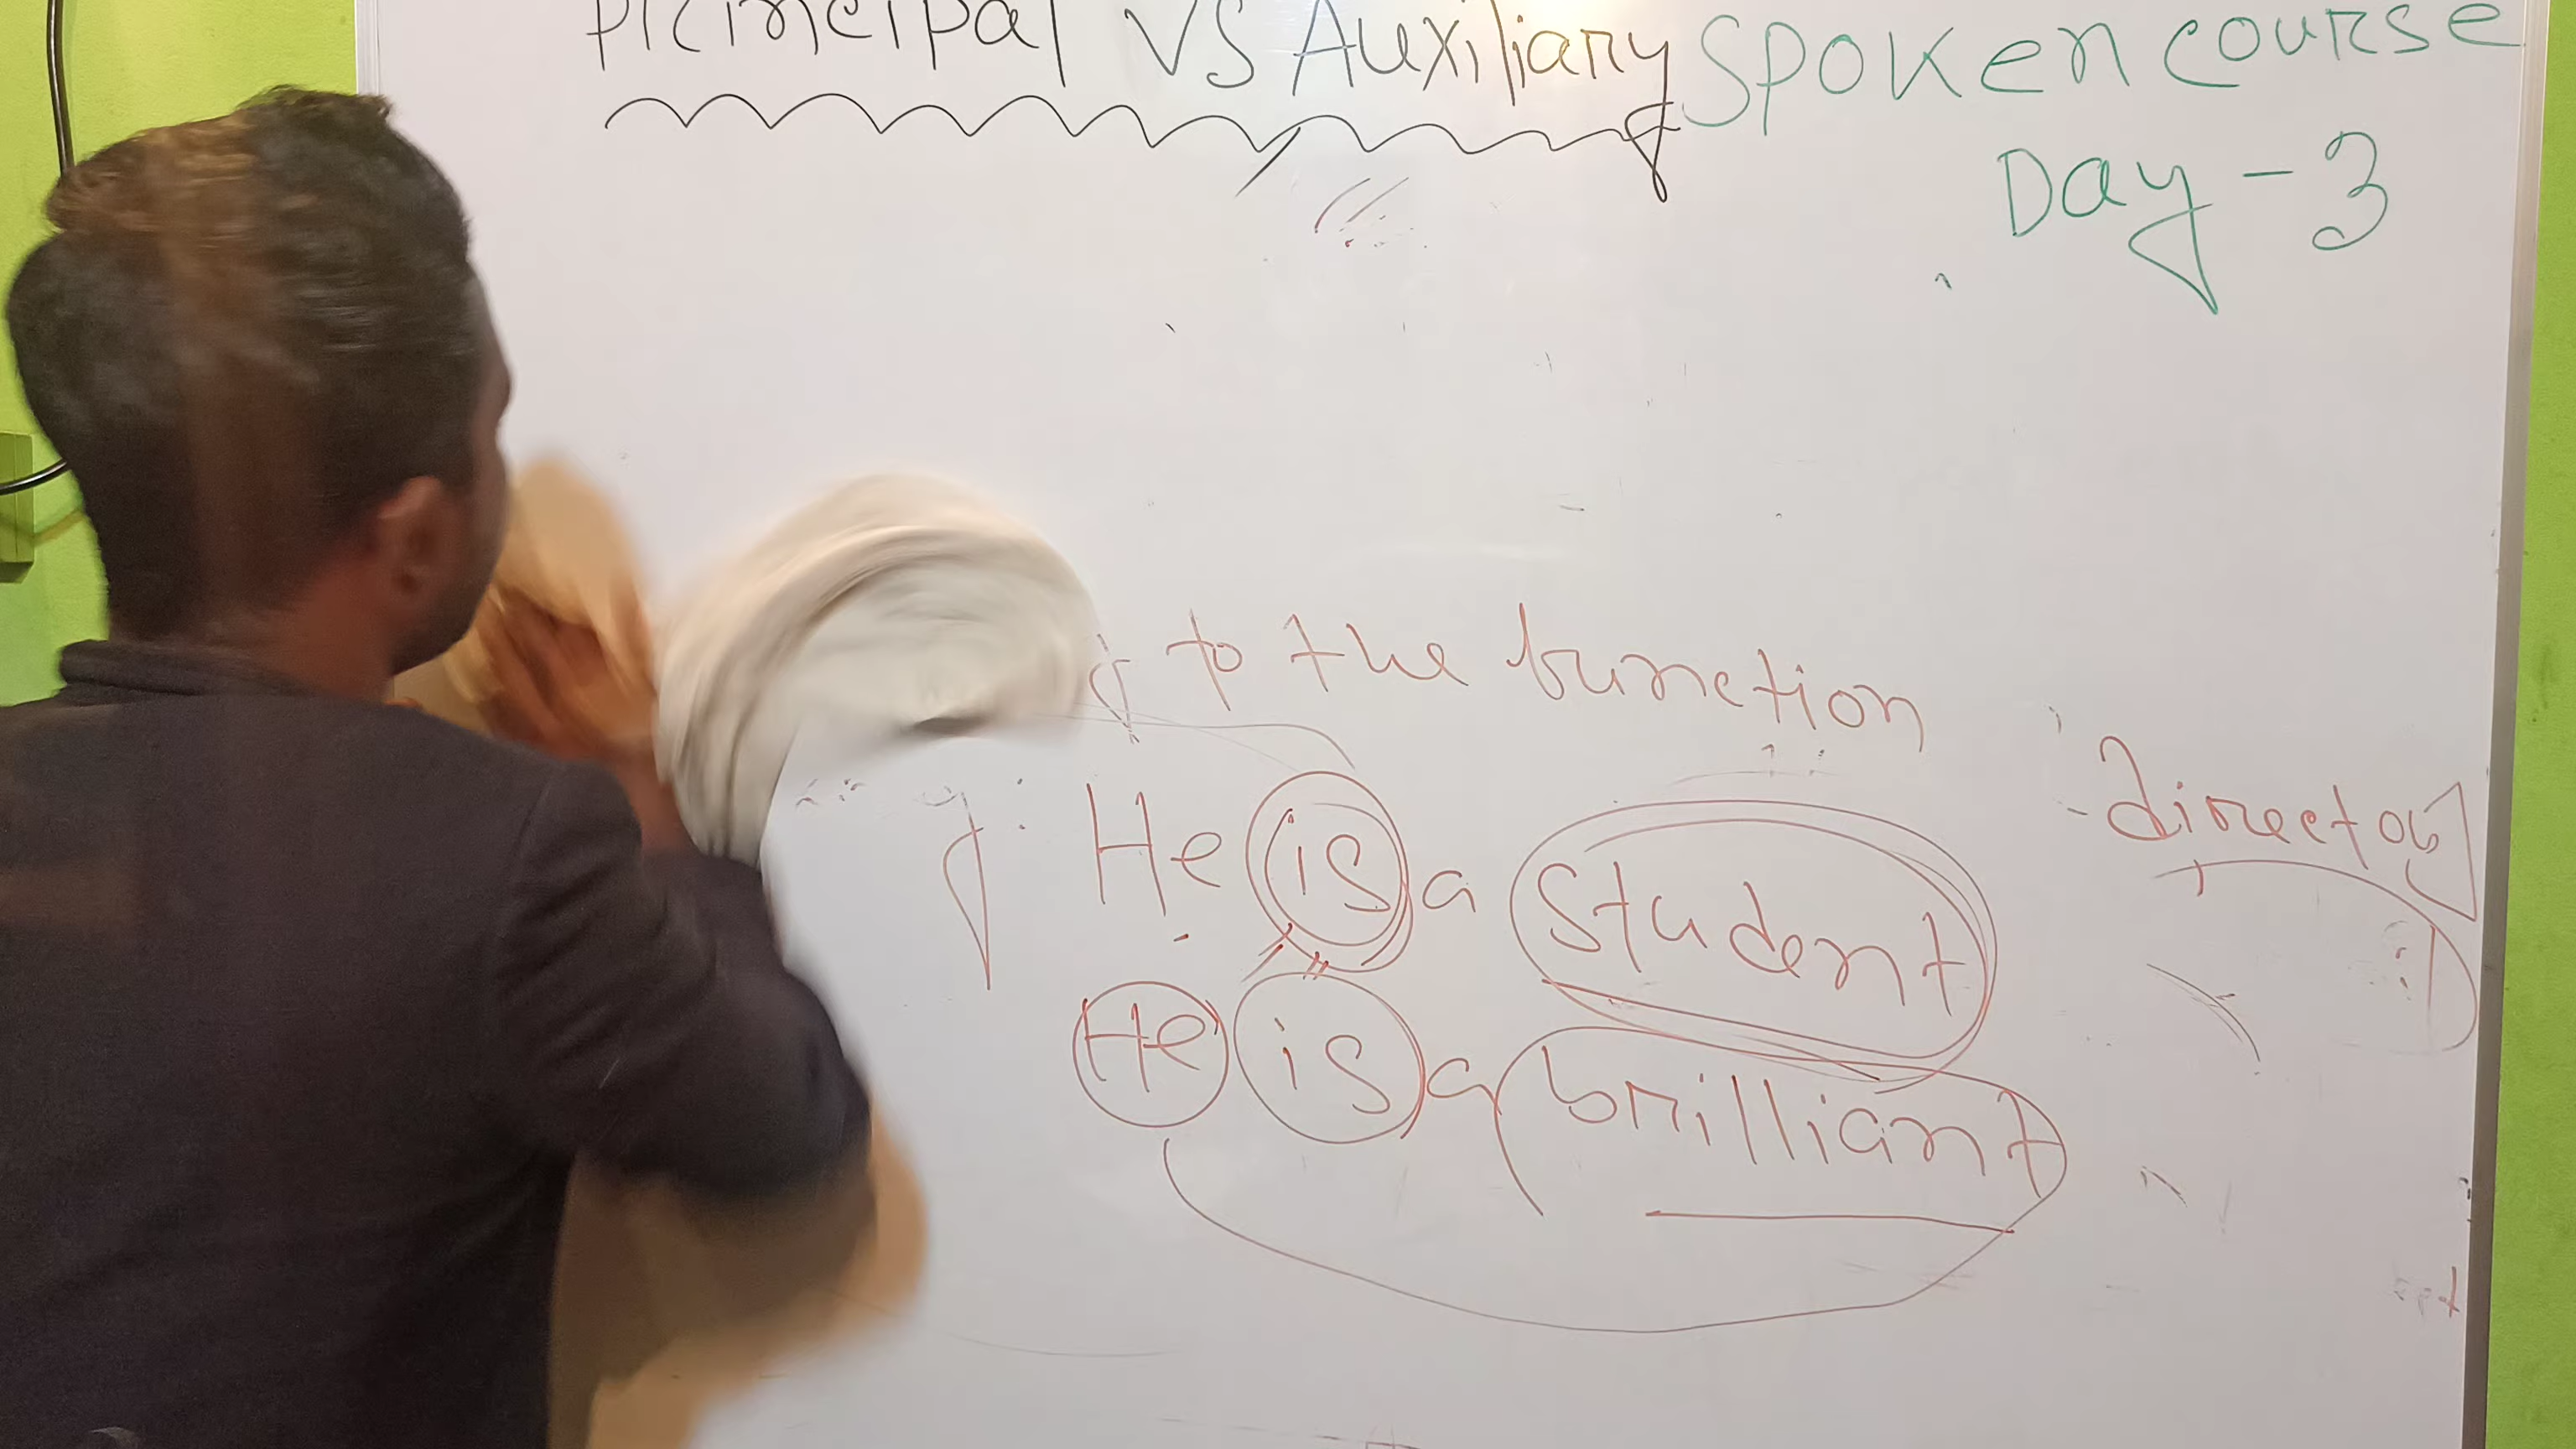 Principal VS Auxiliary
Spoken course
Day - 3
to the function
director
He is a student
He is a brilliant